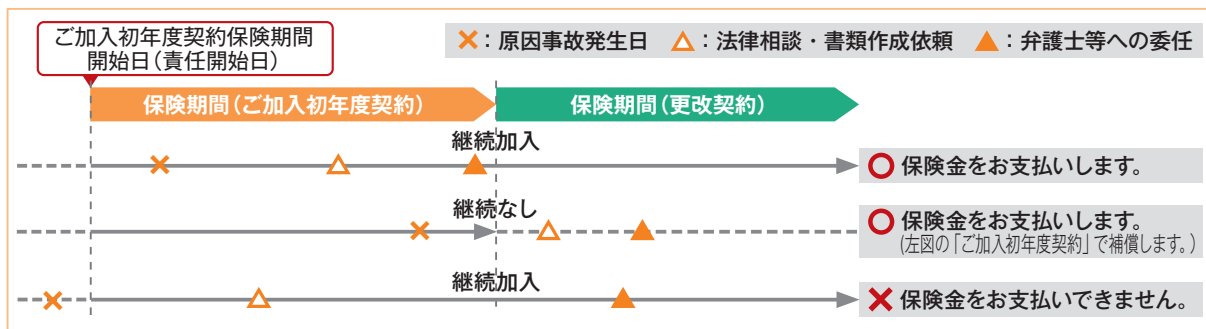 ご加入初年度契約保険期間
開始日(責任開始日)
×：原因事故発生日　△：法律相談・書類作成依頼　▲：弁護士等への委任
保険期間(ご加入初年度契約)
保険期間(更改契約)
継続加入
○ 保険金をお支払いします。
継続なし
○ 保険金をお支払いします。
(左図の「ご加入初年度契約」で補償します。)
継続加入
× 保険金をお支払いできません。